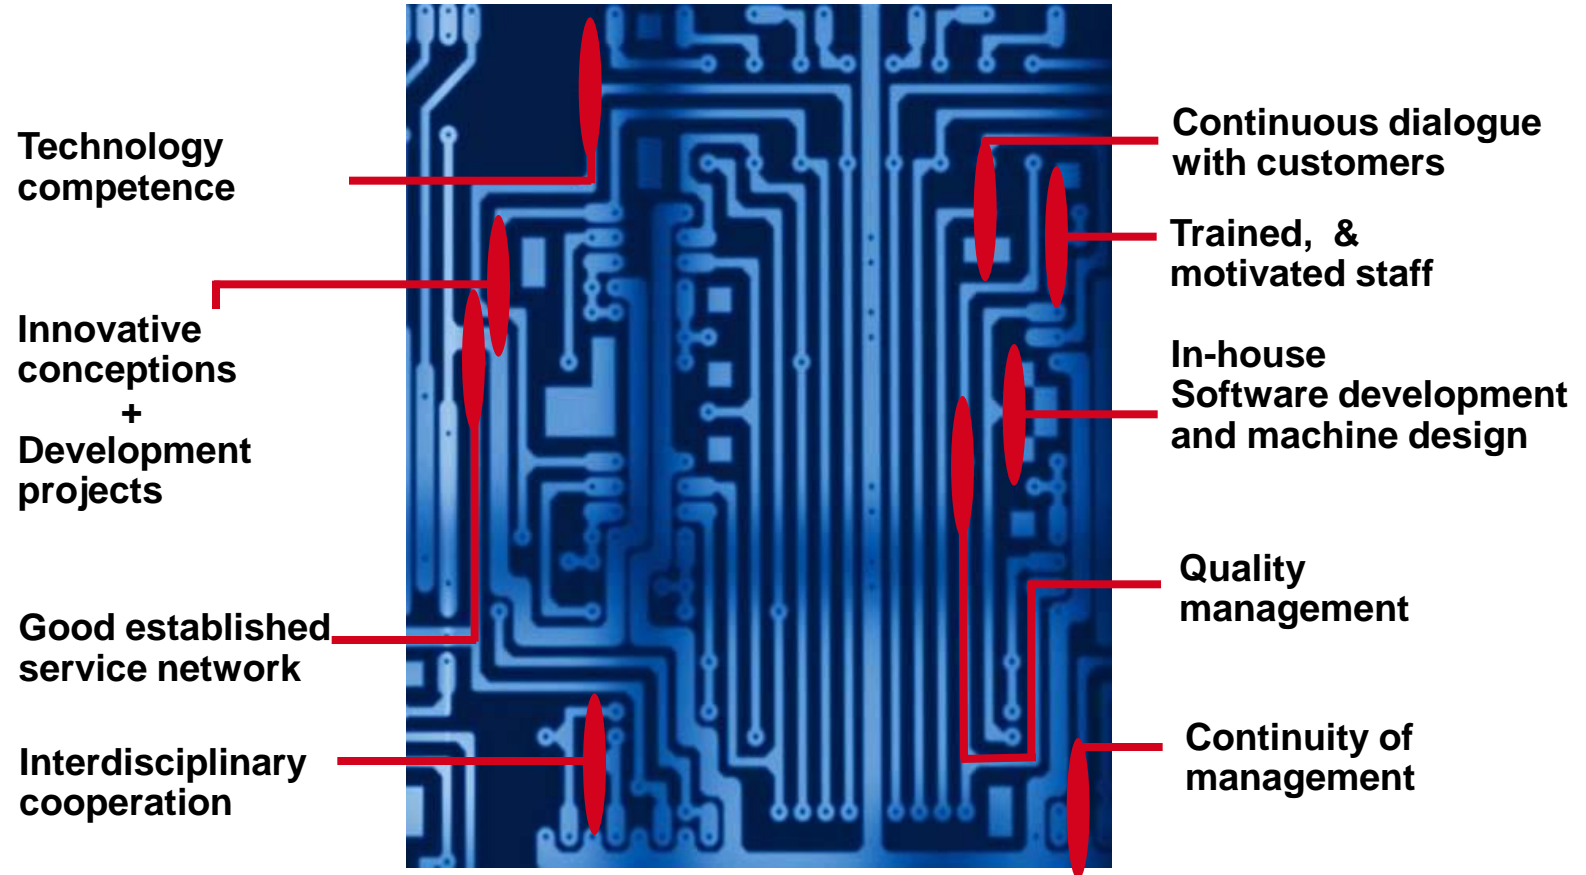 Technology
competence
Innovative
conceptions
+
Development
projects
Good established
service network
Interdisciplinary
cooperation
Continuous dialogue
with customers
Trained,  &
motivated staff
In-house
Software development
and machine design
Quality
management
Continuity of
management